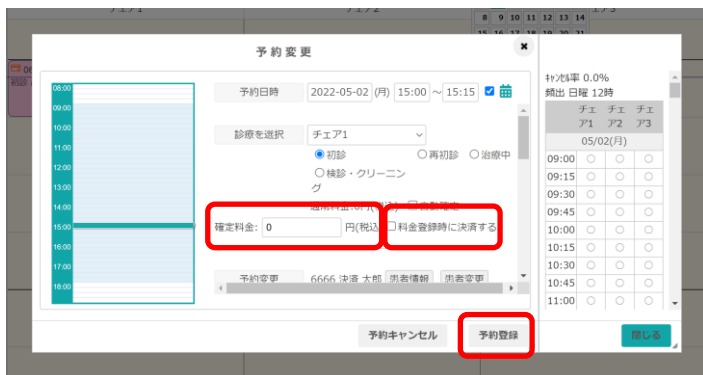 8 9 10 11 12 13 14
予約変更
×
08:00
09:00
10:00
11:00
12:00
13:00
14:00
15:00
16:00
17:00
18:00
予約日時 2022-05-02 (月) 15:00 ～ 15:15
診療を選択 チェア1
初診 再初診 治療中
検診・クリーニン
グ
確定料金: 0 円(税込 料金登録時に決済する
予約変更 6666 決済 太郎 患者情報 患者変更
予約キャンセル 予約登録 閉じる
ｷｬﾝｾﾙ率 0.0%
頻出 日曜 12時
チェ チェ チェ
ア1 ア2 ア3
05/02(月)
09:00
09:15
09:30
09:45
10:00
10:15
10:30
10:45
11:00